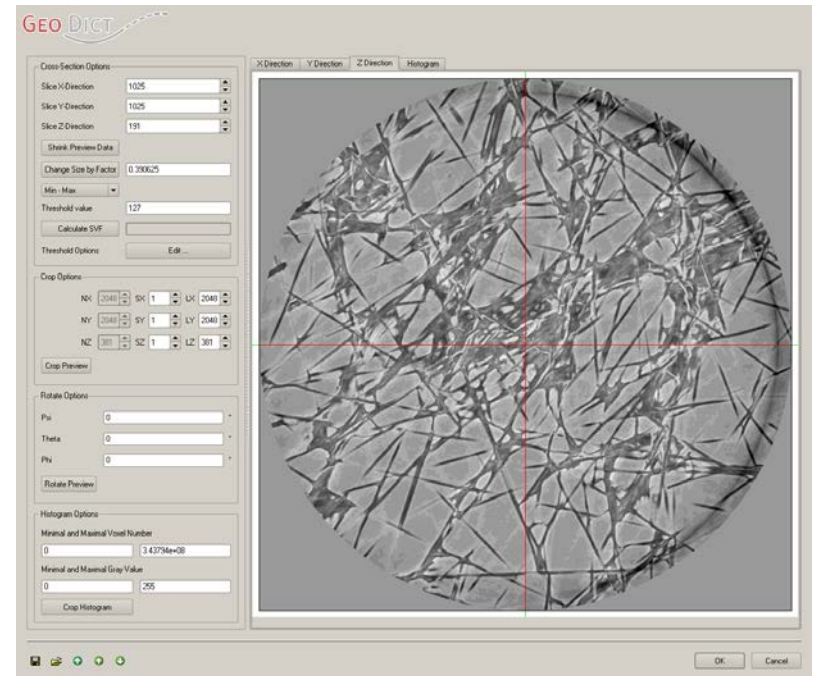 GEO DICT
Cross-Section Options
Slice X-Direction 1025
Slice Y-Direction 1025
Slice Z-Direction 191
Shrink Preview Data
Change Size by Factor 0.390625
Min - Max
Threshold value 127
Calculate SVF
Threshold Options Edit ...
Crop Options
NX 2048 SX 1 LX 2048
NY 2048 SY 1 LY 2048
NZ 381 SZ 1 LZ 381
Crop Preview
Rotate Options
Psi 0 °
Theta 0 °
Phi 0 °
Rotate Preview
Histogram Options
Minimal and Maximal Voxel Number
0 3.43794e+08
Minimal and Maximal Gray Value
0 255
Crop Histogram
X Direction Y Direction Z Direction Histogram
OK Cancel